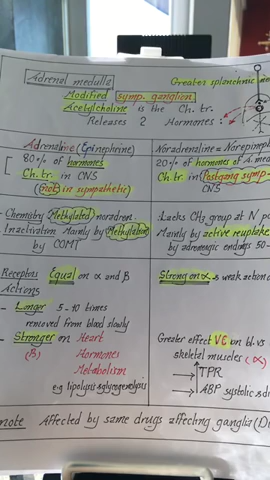 Adrenal medulla
Greater splanchnic
Modified symp. ganglion
Acetylcholine is the Ch. tr.
Releases 2 Hormones:
Adrenaline (Epinephrine)
80% of hormones
Ch. tr in CNS
(Not in sympathetic)
Noradrenaline = Norepineph
20% of hormones of A. med
Ch. tr in Postgang symp
CNS
- Chemistry Methylated noradren.
- Inactivation Mainly by Methylation
by COMT
: Lacks CH3 group at N
Mainly by active reuptake
by adrenergic endings 50-
Receptors Equal on α and β
Actions
- Longer 5-10 times
removed from blood slowly
- Stronger on Heart
(β) Hormones
Metabolism
e.g lipolysis & glycogenolysis
Strong on α & weak action
Greater effect VC on bl. vs
skeletal muscles (α)
→ TPR
→ ABP systolic &
note Affected by same drugs affecting ganglia